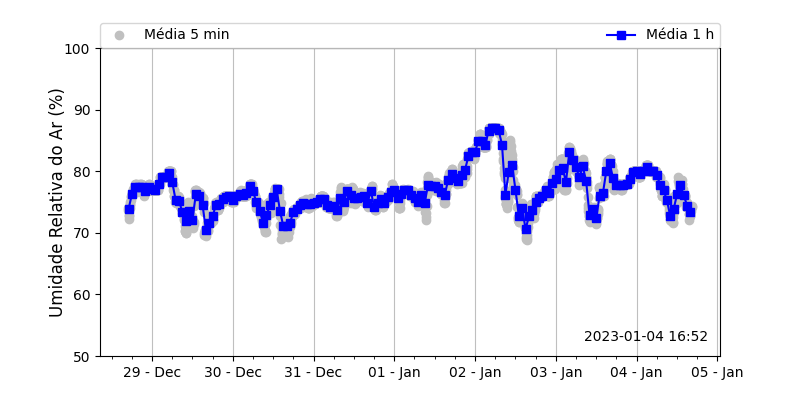 Média 5 min
Média 1 h
Umidade Relativa do Ar (%)
100
90
80
70
60
50
2023-01-04 16:52
29 - Dec
30 - Dec
31 - Dec
01 - Jan
02 - Jan
03 - Jan
04 - Jan
05 - Jan